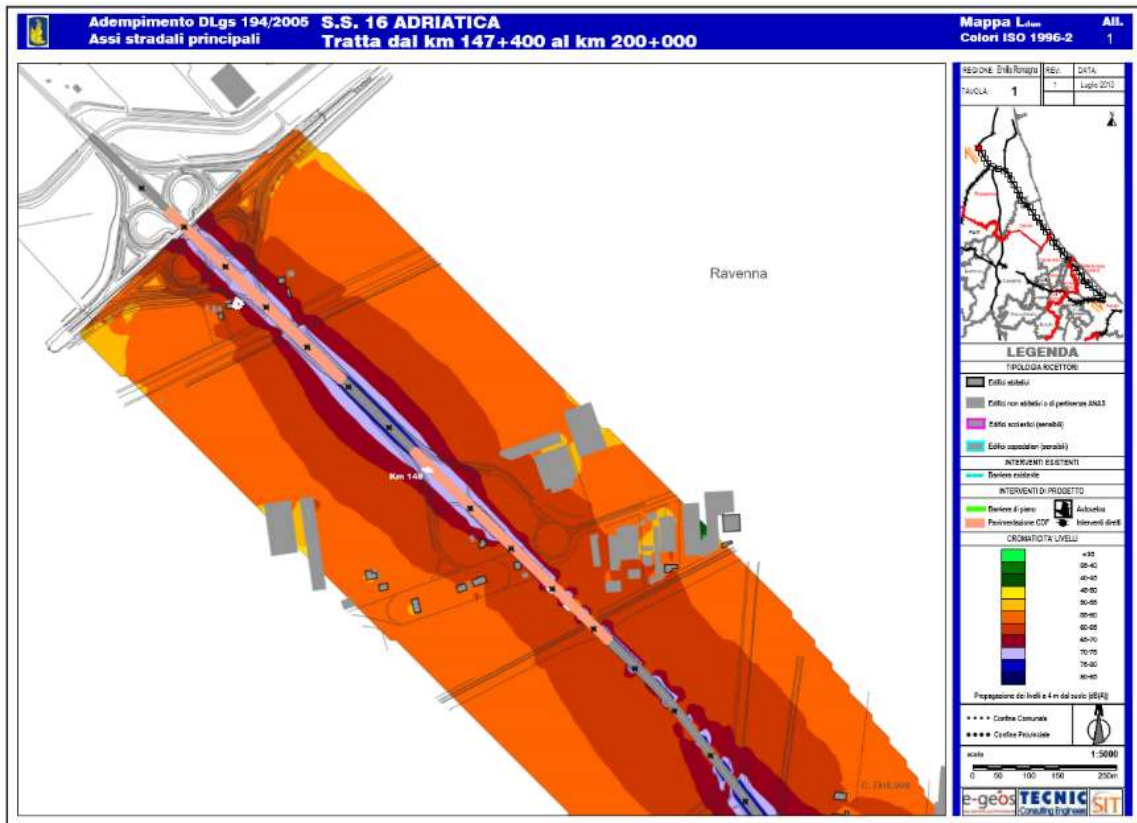 Adempimento DLgs 194/2005
Assi stradali principali
S.S. 16 ADRIATICA
Tratta dal km 147+400 al km 200+000
Mappa Lden
Colori ISO 1996-2
All.
1
REGIONE: Emilia Romagna
REV.:
1
DATA:
Luglio 2013
TAVOLA:
1
Ravenna
Ravenna
Km 148
LEGENDA
TIPOLOGIA RICETTORI
Edifici abitativi
Edifici non abitativi o di pertinenza ANAS
Edifici scolastici (sensibili)
Edifici ospedalieri (sensibili)
INTERVENTI ESISTENTI
Barriera esistente
INTERVENTI DI PROGETTO
Barriere di piano
Autovelox
Pavimentazione CDF
Interventi diretti
CROMATICITA' LIVELLI
<35
35-40
40-45
45-50
50-55
55-60
60-65
65-70
70-75
75-80
80-85
Propagazione dei livelli a 4 m dal suolo [dB(A)]
Confine Comunale
Confine Provinciale
scala
1:5000
0 50 100 150 250m
e-geos
TECNIC
Consulting Engineers
SIT